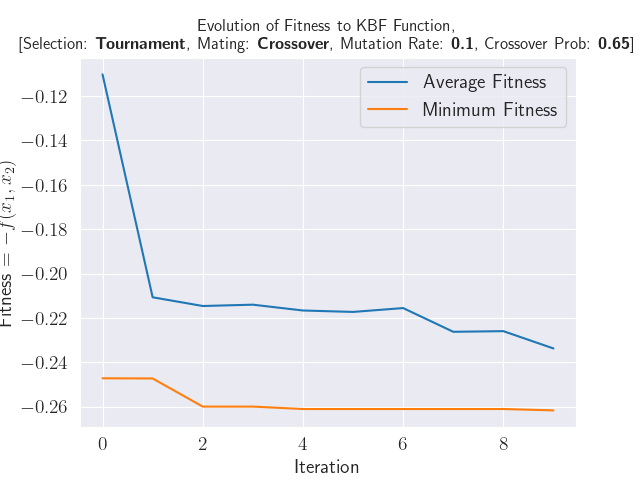 Evolution of Fitness to KBF Function,
[Selection: Tournament, Mating: Crossover, Mutation Rate: 0.1, Crossover Prob: 0.65]
Average Fitness
Minimum Fitness
−0.12
−0.14
−0.16
−0.18
−0.20
−0.22
−0.24
−0.26
Fitness = −f(x₁, x₂)
0 2 4 6 8
Iteration